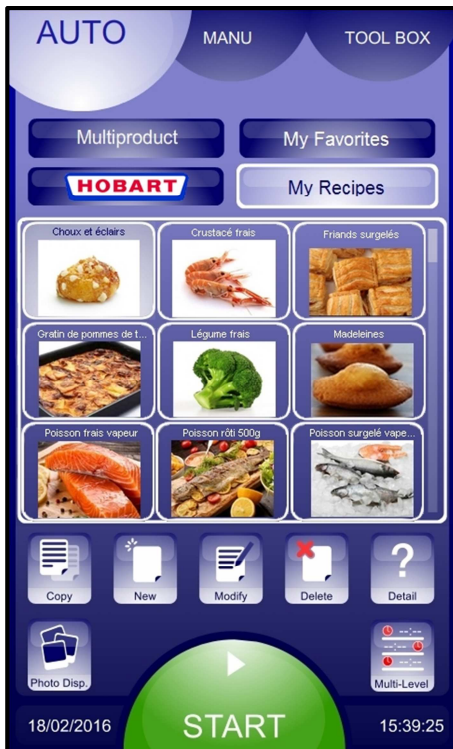 AUTO
MANU
TOOL BOX
Multiproduct
My Favorites
HOBART
My Recipes
Choux et éclairs
Crustacé frais
Friands surgelés
Gratin de pommes de t...
Légume frais
Madeleines
Poisson frais vapeur
Poisson rôti 500g
Poisson surgelé vape...
Copy
New
Modify
Delete
?
Detail
Photo Disp.
--:--
--:--
--:--
Multi-Level
18/02/2016
START
15:39:25